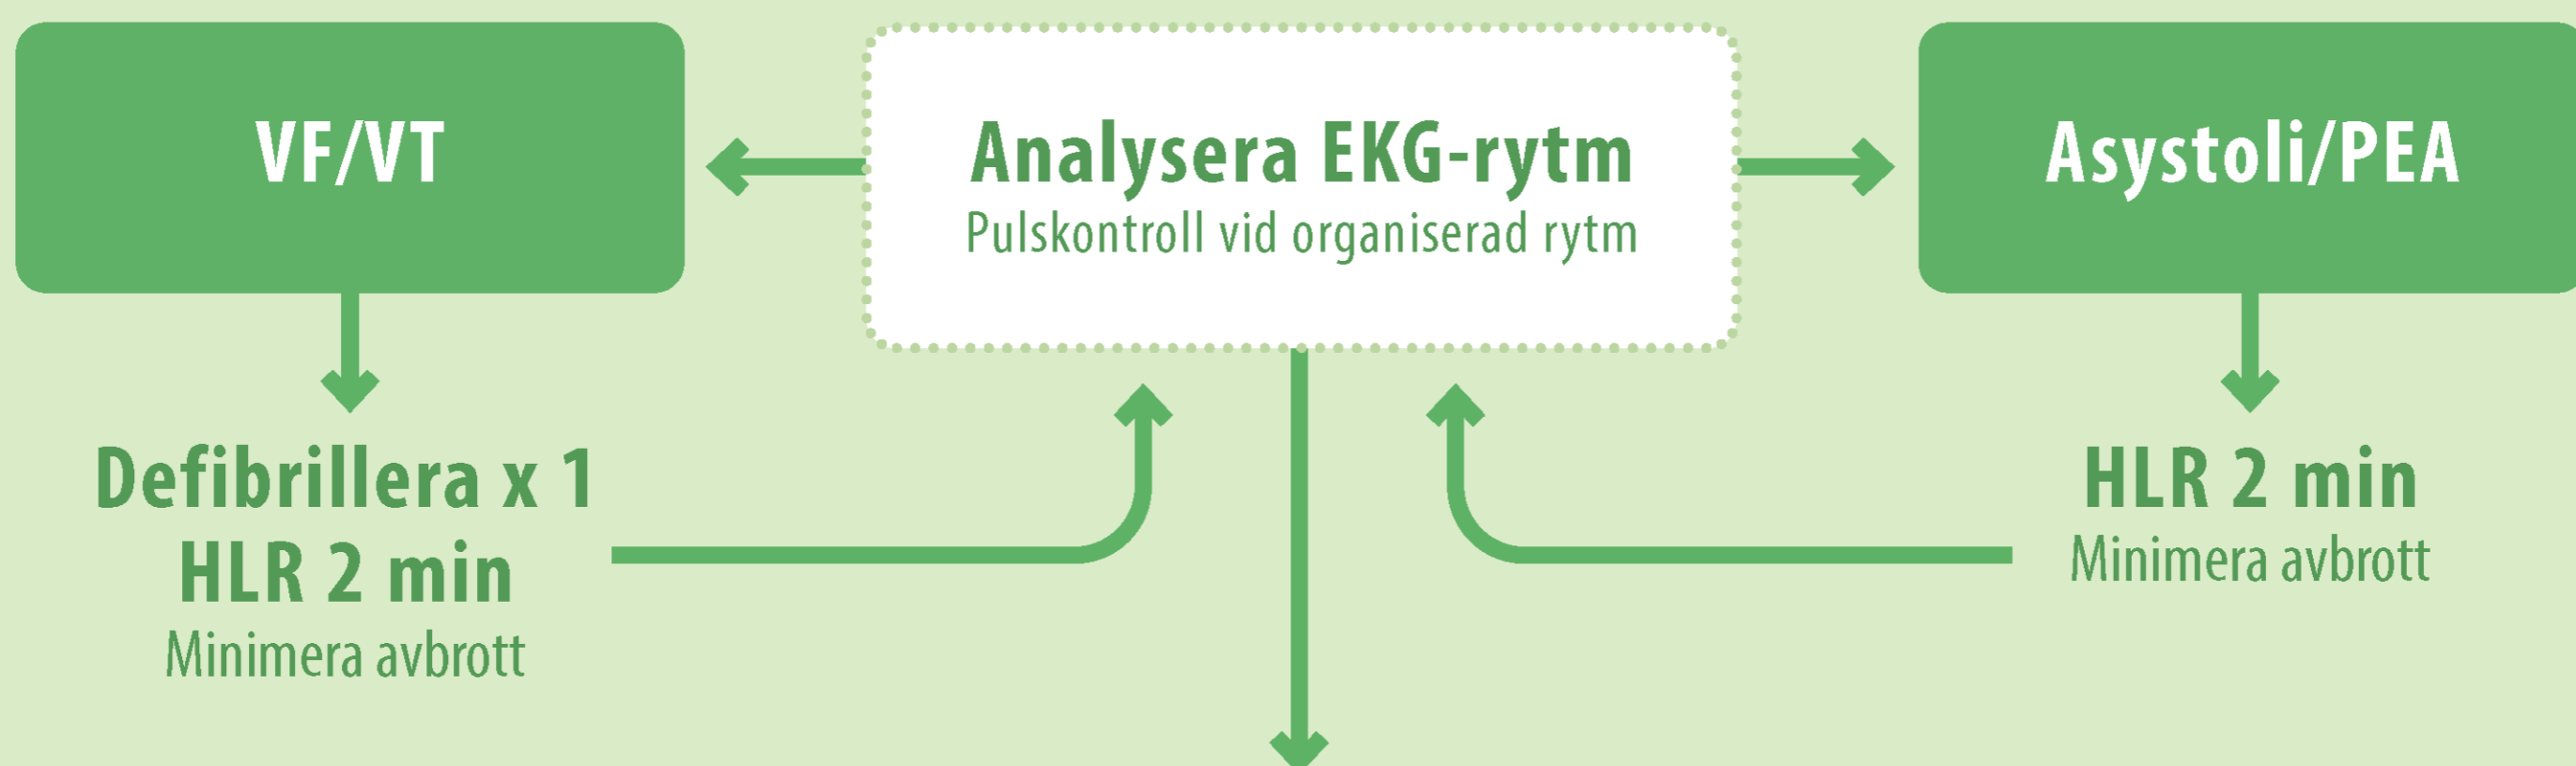 VF/VT
Analysera EKG-rytm
Pulskontroll vid organiserad rytm
Asystoli/PEA
Defibrillera x 1
HLR 2 min
Minimera avbrott
HLR 2 min
Minimera avbrott